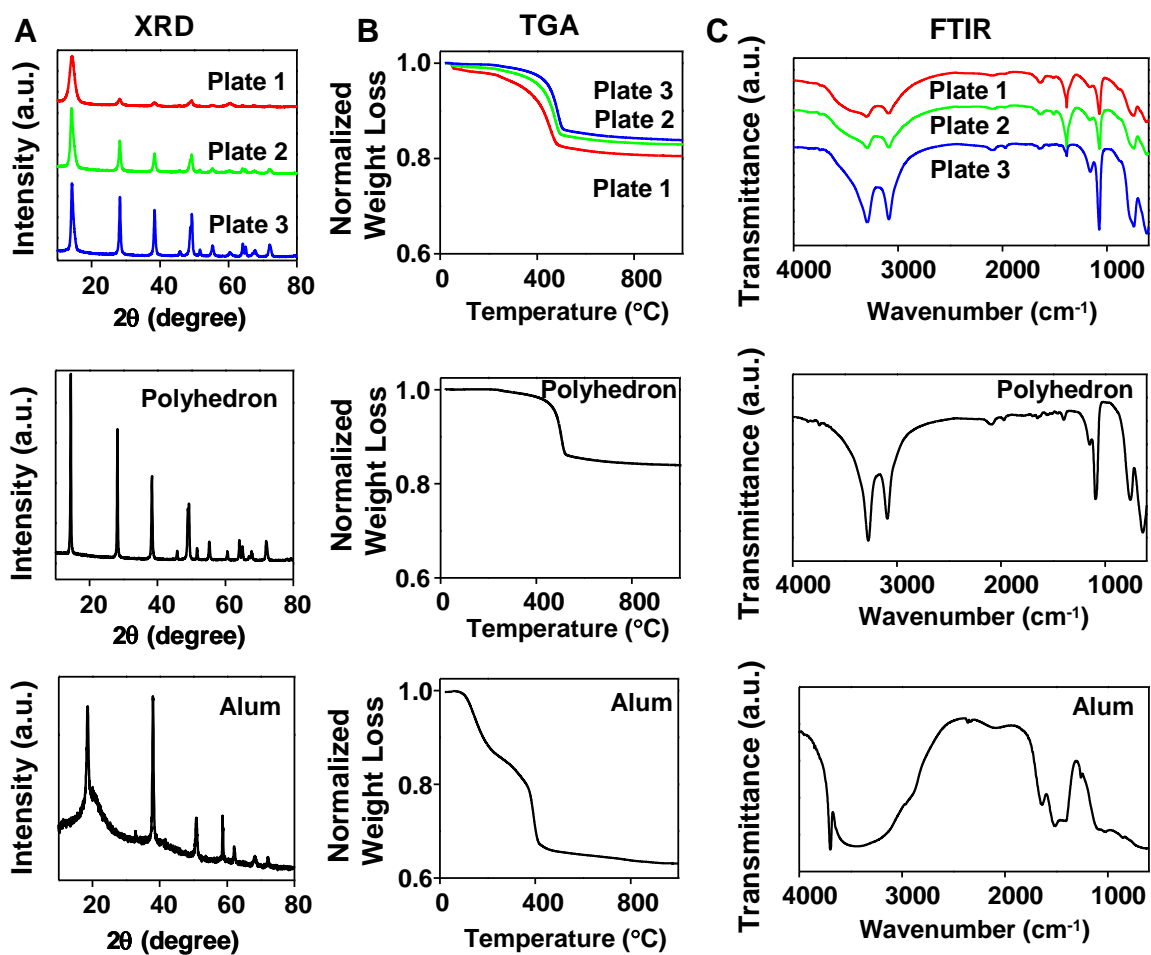 A XRD B TGA C FTIR
Intensity (a.u.)
Plate 1
Plate 2
Plate 3
20 40 60 80
2θ (degree)
Normalized
Weight Loss
1.0
0.8
0.6
Plate 3
Plate 2
Plate 1
0 400 800
Temperature (°C)
Transmittance (a.u.)
Plate 1
Plate 2
Plate 3
4000 3000 2000 1000
Wavenumber (cm-1)
Intensity (a.u.)
Polyhedron
20 40 60 80
2θ (degree)
Normalized
Weight Loss
1.0
0.8
0.6
Polyhedron
0 400 800
Temperature (°C)
Transmittance (a.u.)
Polyhedron
4000 3000 2000 1000
Wavenumber (cm-1)
Intensity (a.u.)
Alum
20 40 60 80
2θ (degree)
Normalized
Weight Loss
1.0
0.8
0.6
Alum
0 400 800
Temperature (°C)
Transmittance (a.u.)
Alum
4000 3000 2000 1000
Wavenumber (cm-1)